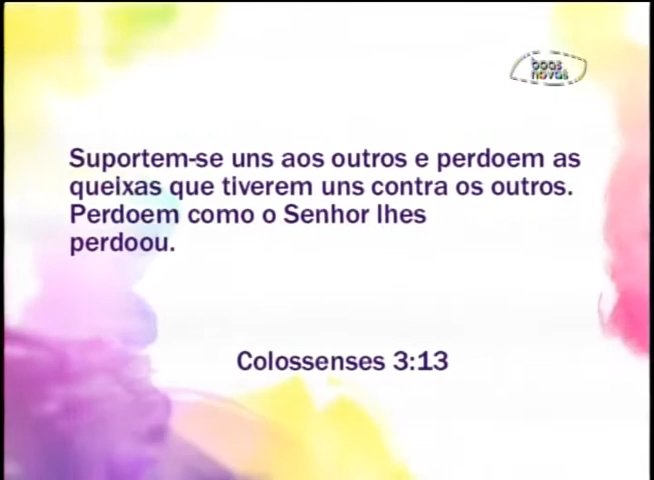 boas
novas
Suportem-se uns aos outros e perdoem as
queixas que tiverem uns contra os outros.
Perdoem como o Senhor lhes
perdoou.
Colossenses 3:13